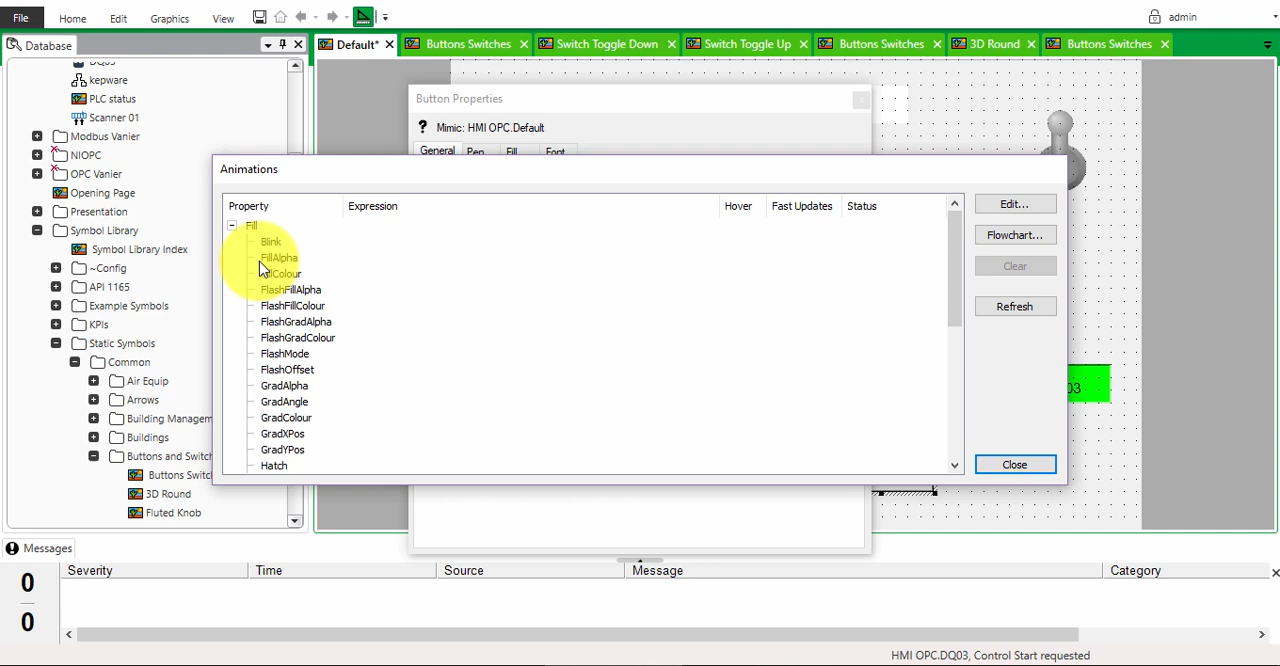 File Home Edit Graphics View admin
Database
Default* Buttons Switches Switch Toggle Down Switch Toggle Up Buttons Switches 3D Round Buttons Switches
DQ03
kepware
PLC status
Scanner 01
Modbus Vanier
NIOPC
OPC Vanier
Opening Page
Presentation
Symbol Library
Symbol Library Index
~Config
API 1165
Example Symbols
KPIs
Static Symbols
Common
Air Equip
Arrows
Building Managem
Buildings
Buttons and Switch
Buttons Switc
3D Round
Fluted Knob
Button Properties
? Mimic: HMI OPC.Default
General Pen Fill Font
Animations
Property Expression Hover Fast Updates Status
Fill
Blink
FillAlpha
FillColour
FlashFillAlpha
FlashFillColour
FlashGradAlpha
FlashGradColour
FlashMode
FlashOffset
GradAlpha
GradAngle
GradColour
GradXPos
GradYPos
Hatch
Edit...
Flowchart...
Clear
Refresh
Close
03
Messages
Severity Time Source Message Category
0
0
HMI OPC.DQ03, Control Start requested